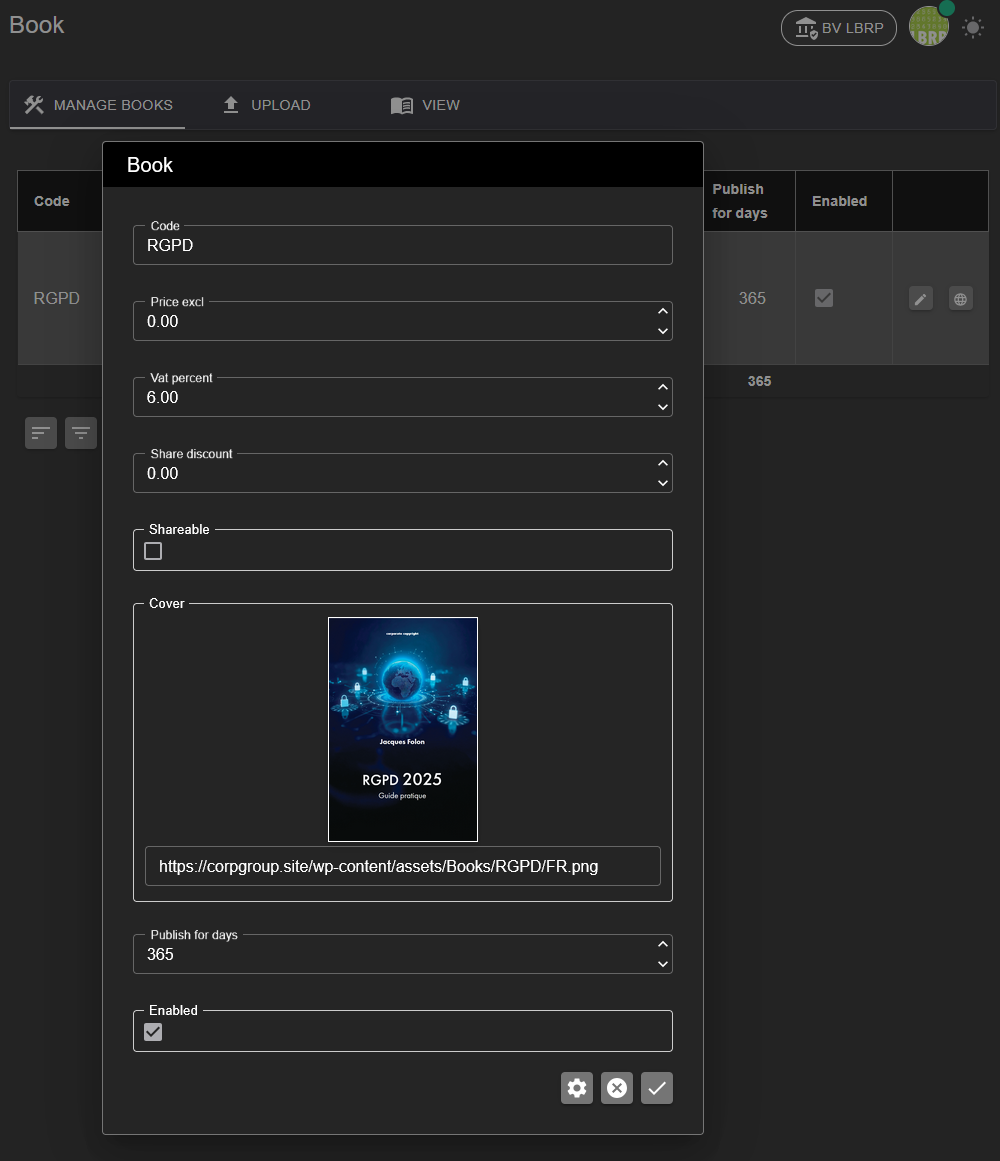 Book
BV LBRP
LBRP
MANAGE BOOKS
UPLOAD
VIEW
Book
Code
Publish
for days
Enabled
Code
RGPD
Price excl
0.00
RGPD
365
Vat percent
6.00
365
Share discount
0.00
Shareable
Cover
corporate copyright
Jacques Folon
RGPD 2025
Guide pratique
https://corpgroup.site/wp-content/assets/Books/RGPD/FR.png
Publish for days
365
Enabled